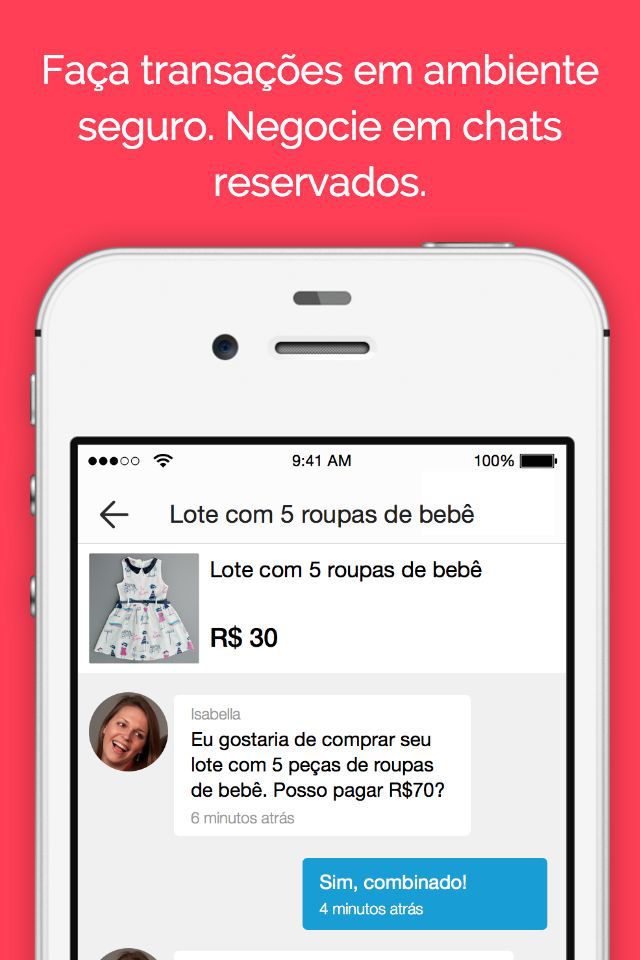 Faça transações em ambiente
seguro. Negocie em chats
reservados.
9:41 AM
100%
Lote com 5 roupas de bebê
Lote com 5 roupas de bebê
R$ 30
Isabella
Eu gostaria de comprar seu
lote com 5 peças de roupas
de bebê. Posso pagar R$70?
6 minutos atrás
Sim, combinado!
4 minutos atrás